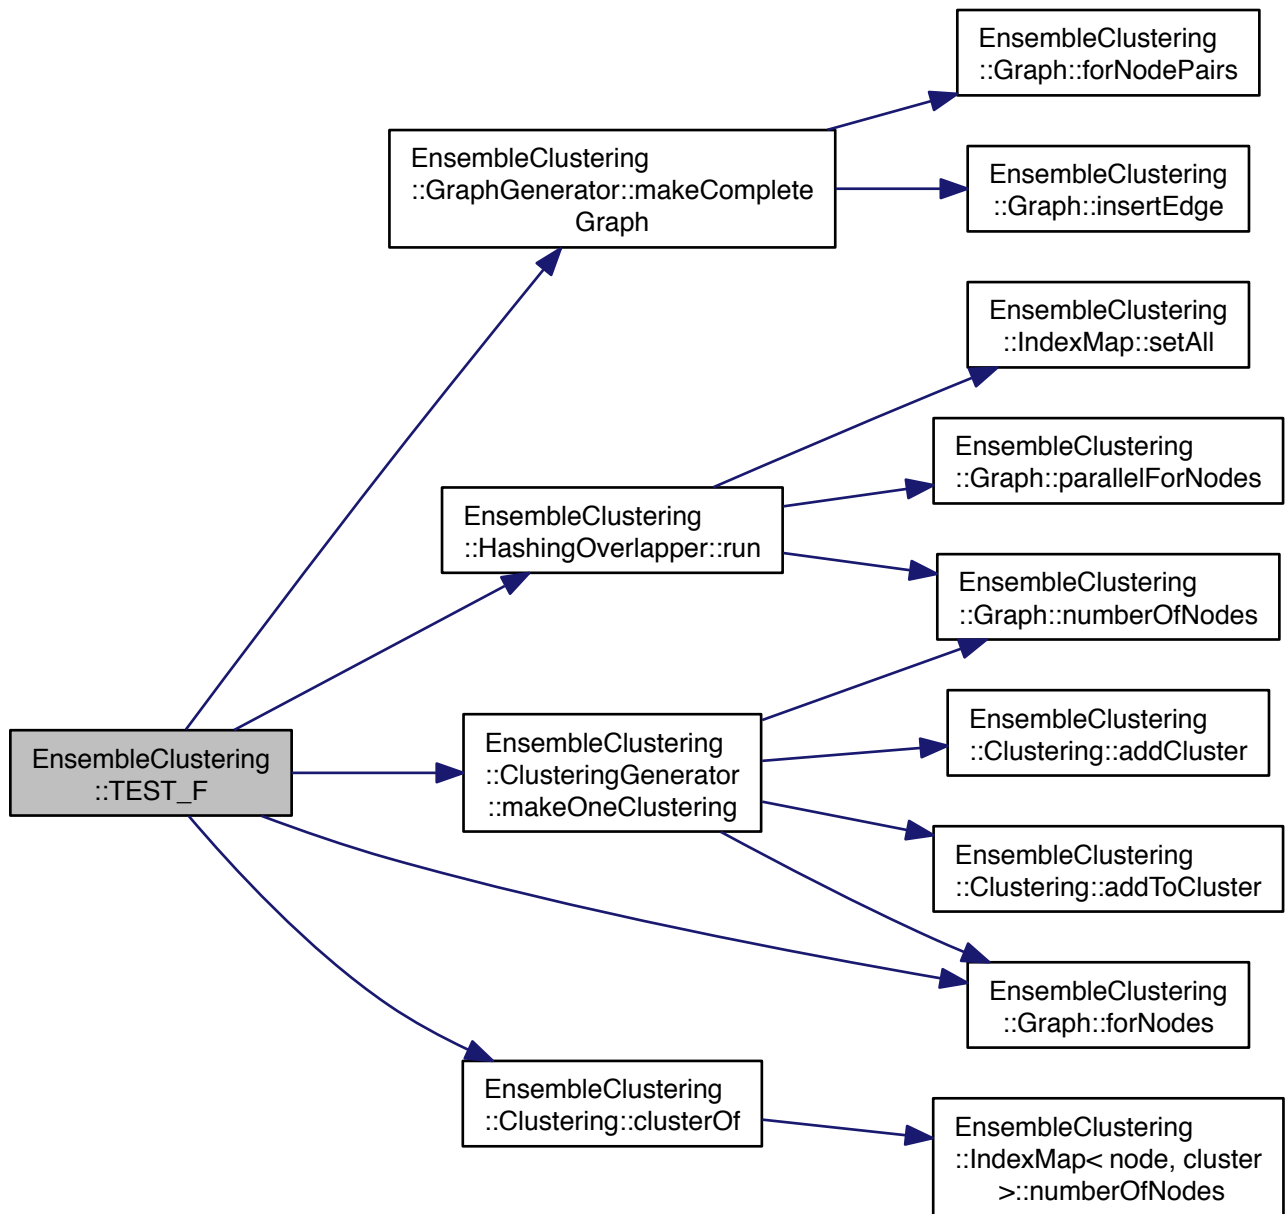 EnsembleClustering
::Graph::forNodePairs
EnsembleClustering
::GraphGenerator::makeComplete
Graph
EnsembleClustering
::Graph::insertEdge
EnsembleClustering
::IndexMap::setAll
EnsembleClustering
::Graph::parallelForNodes
EnsembleClustering
::HashingOverlapper::run
EnsembleClustering
::Graph::numberOfNodes
EnsembleClustering
::Clustering::addCluster
EnsembleClustering
::TEST_F
EnsembleClustering
::ClusteringGenerator
::makeOneClustering
EnsembleClustering
::Clustering::addToCluster
EnsembleClustering
::Graph::forNodes
EnsembleClustering
::Clustering::clusterOf
EnsembleClustering
::IndexMap< node, cluster
>::numberOfNodes